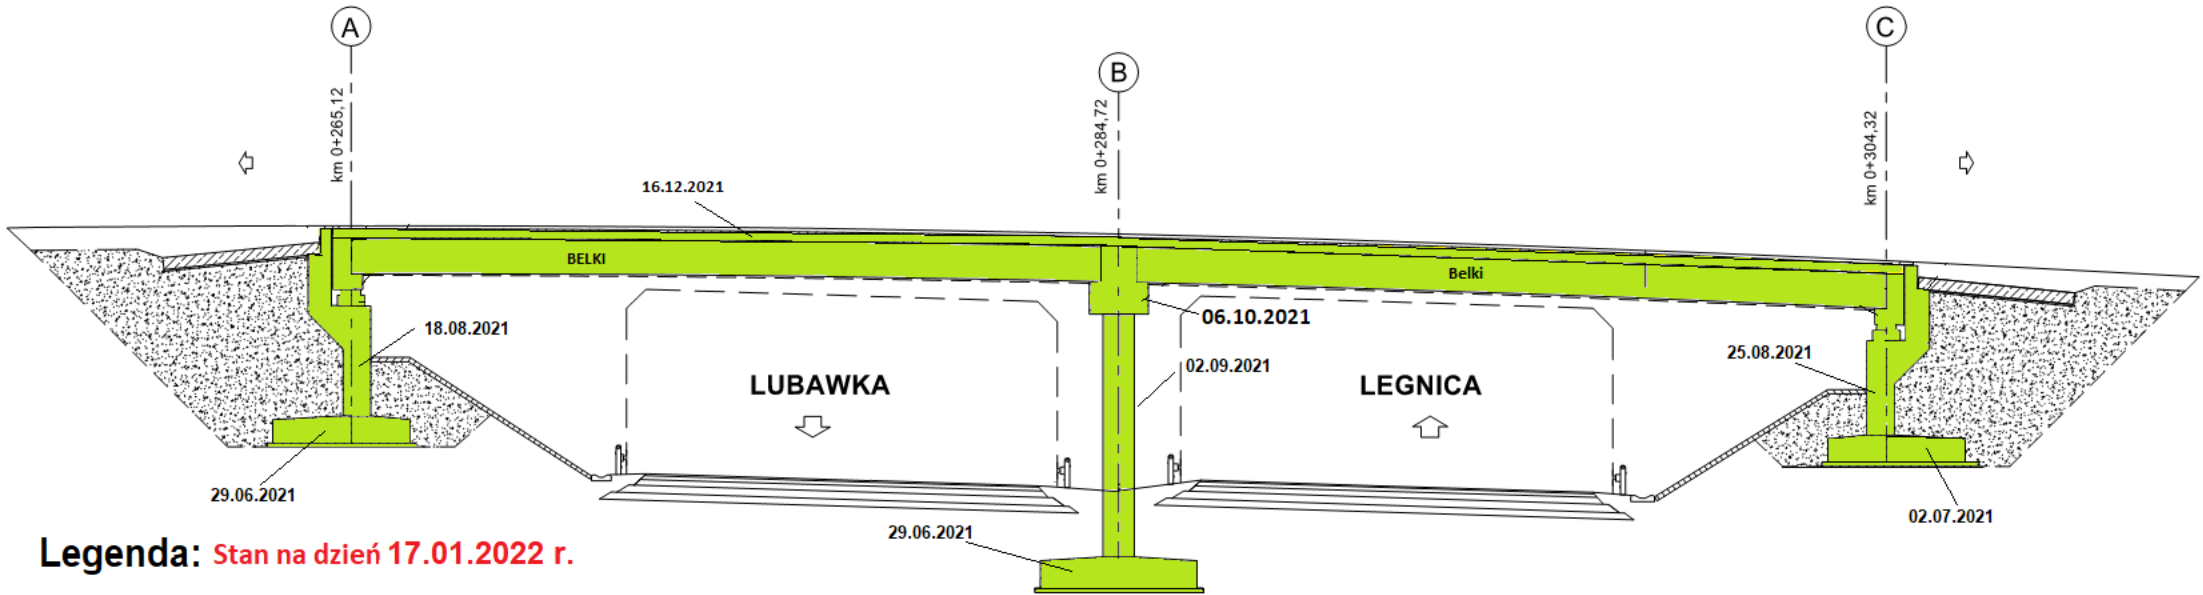 A
B
C
km 0+265,12
km 0+284,72
km 0+304,32
16.12.2021
BELKI
Belki
18.08.2021
06.10.2021
02.09.2021
25.08.2021
LUBAWKA
LEGNICA
29.06.2021
02.07.2021
29.06.2021
Legenda: Stan na dzień 17.01.2022 r.